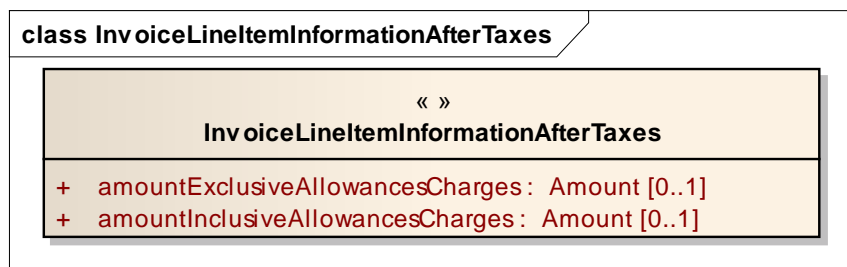 class InvoiceLineItemInformationAfterTaxes
« »
InvoiceLineItemInformationAfterTaxes
+ amountExclusiveAllowancesCharges: Amount [0..1]
+ amountInclusiveAllowancesCharges: Amount [0..1]